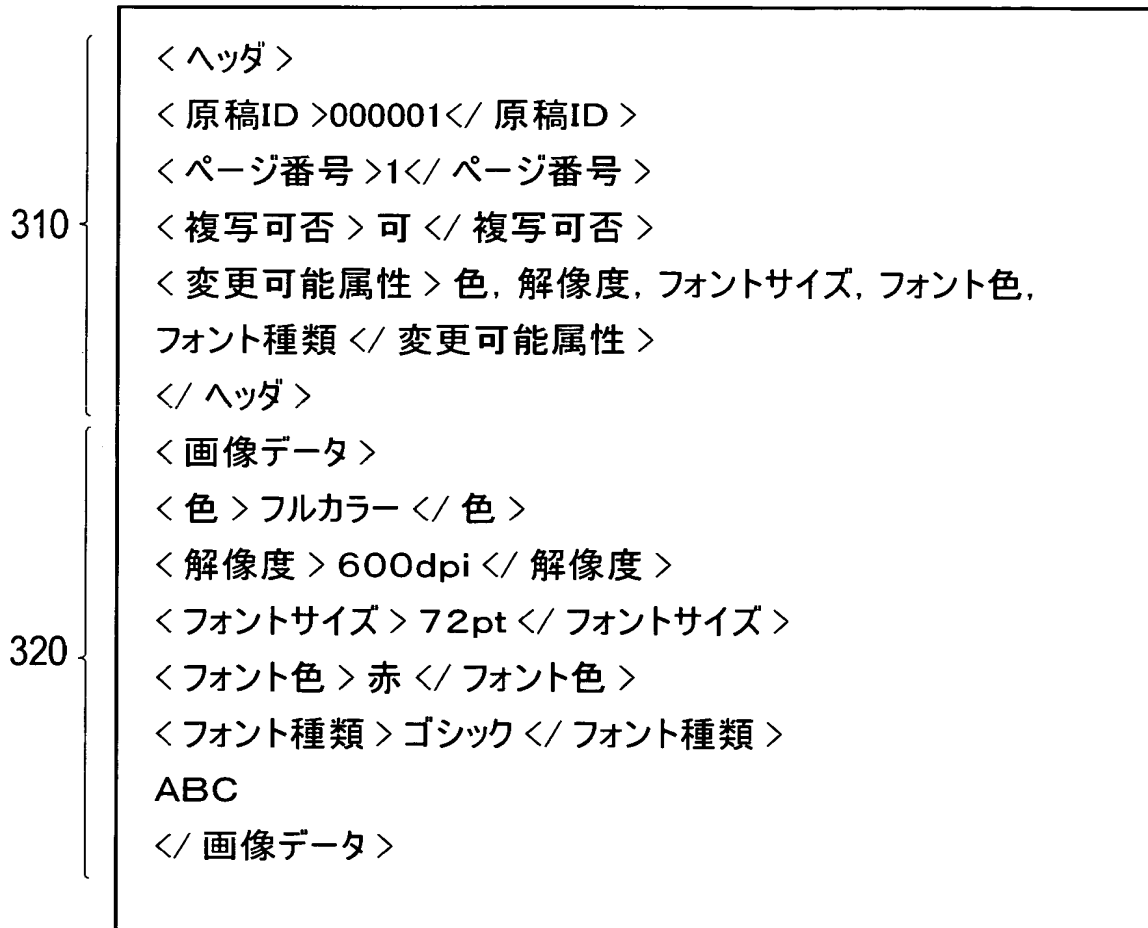 <ヘッダ>
<原稿ID>000001</原稿ID>
<ページ番号>1</ページ番号>
310
<複写可否>可</複写可否>
<変更可能属性>色, 解像度, フォントサイズ, フォント色,
フォント種類</変更可能属性>
</ヘッダ>
<画像データ>
<色>フルカラー</色>
<解像度>600dpi</解像度>
<フォントサイズ>72pt</フォントサイズ>
320
<フォント色>赤</フォント色>
<フォント種類>ゴシック</フォント種類>
ABC
</画像データ>